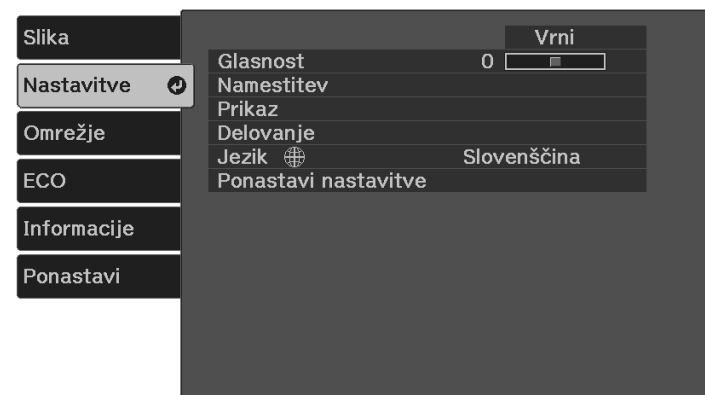 Slika
Nastavitve
Omrežje
ECO
Informacije
Ponastavi
Vrni
Glasnost 0
Namestitev
Prikaz
Delovanje
Jezik Slovenščina
Ponastavi nastavitve